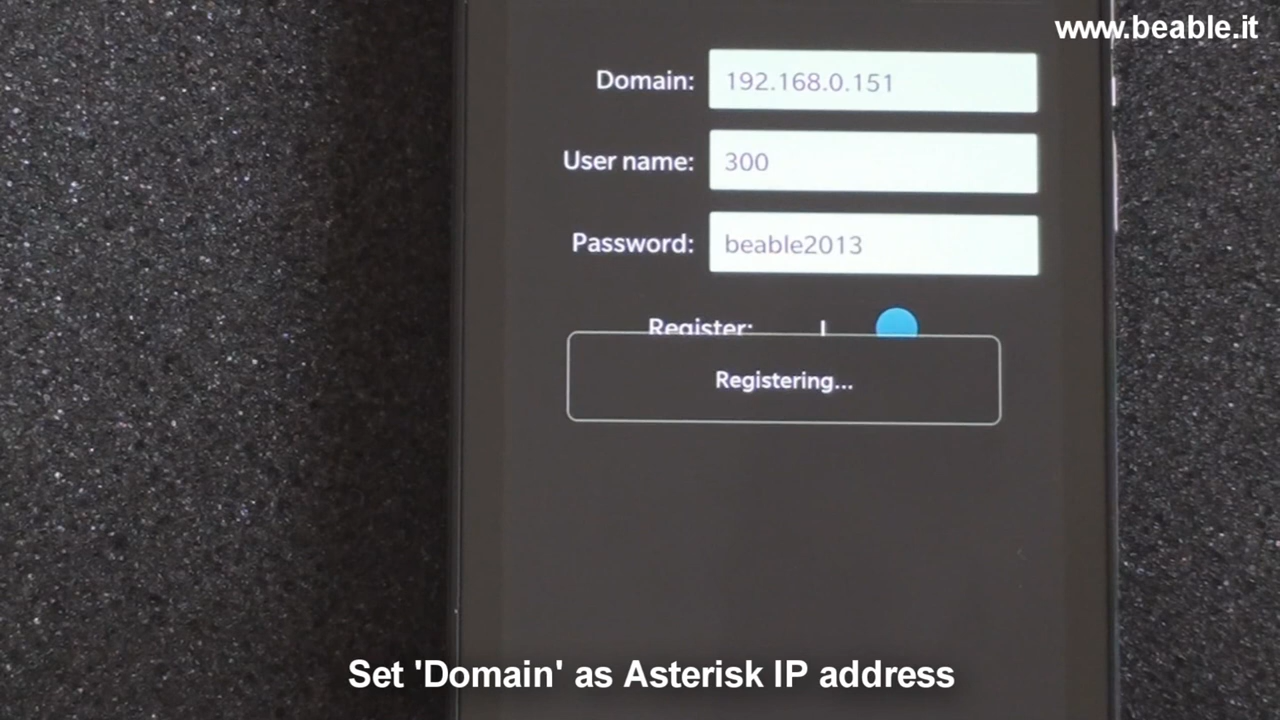 www.beable.it
Domain: 192.168.0.151
User name: 300
Password: beable2013
Register:
Registering...
Set 'Domain' as Asterisk IP address